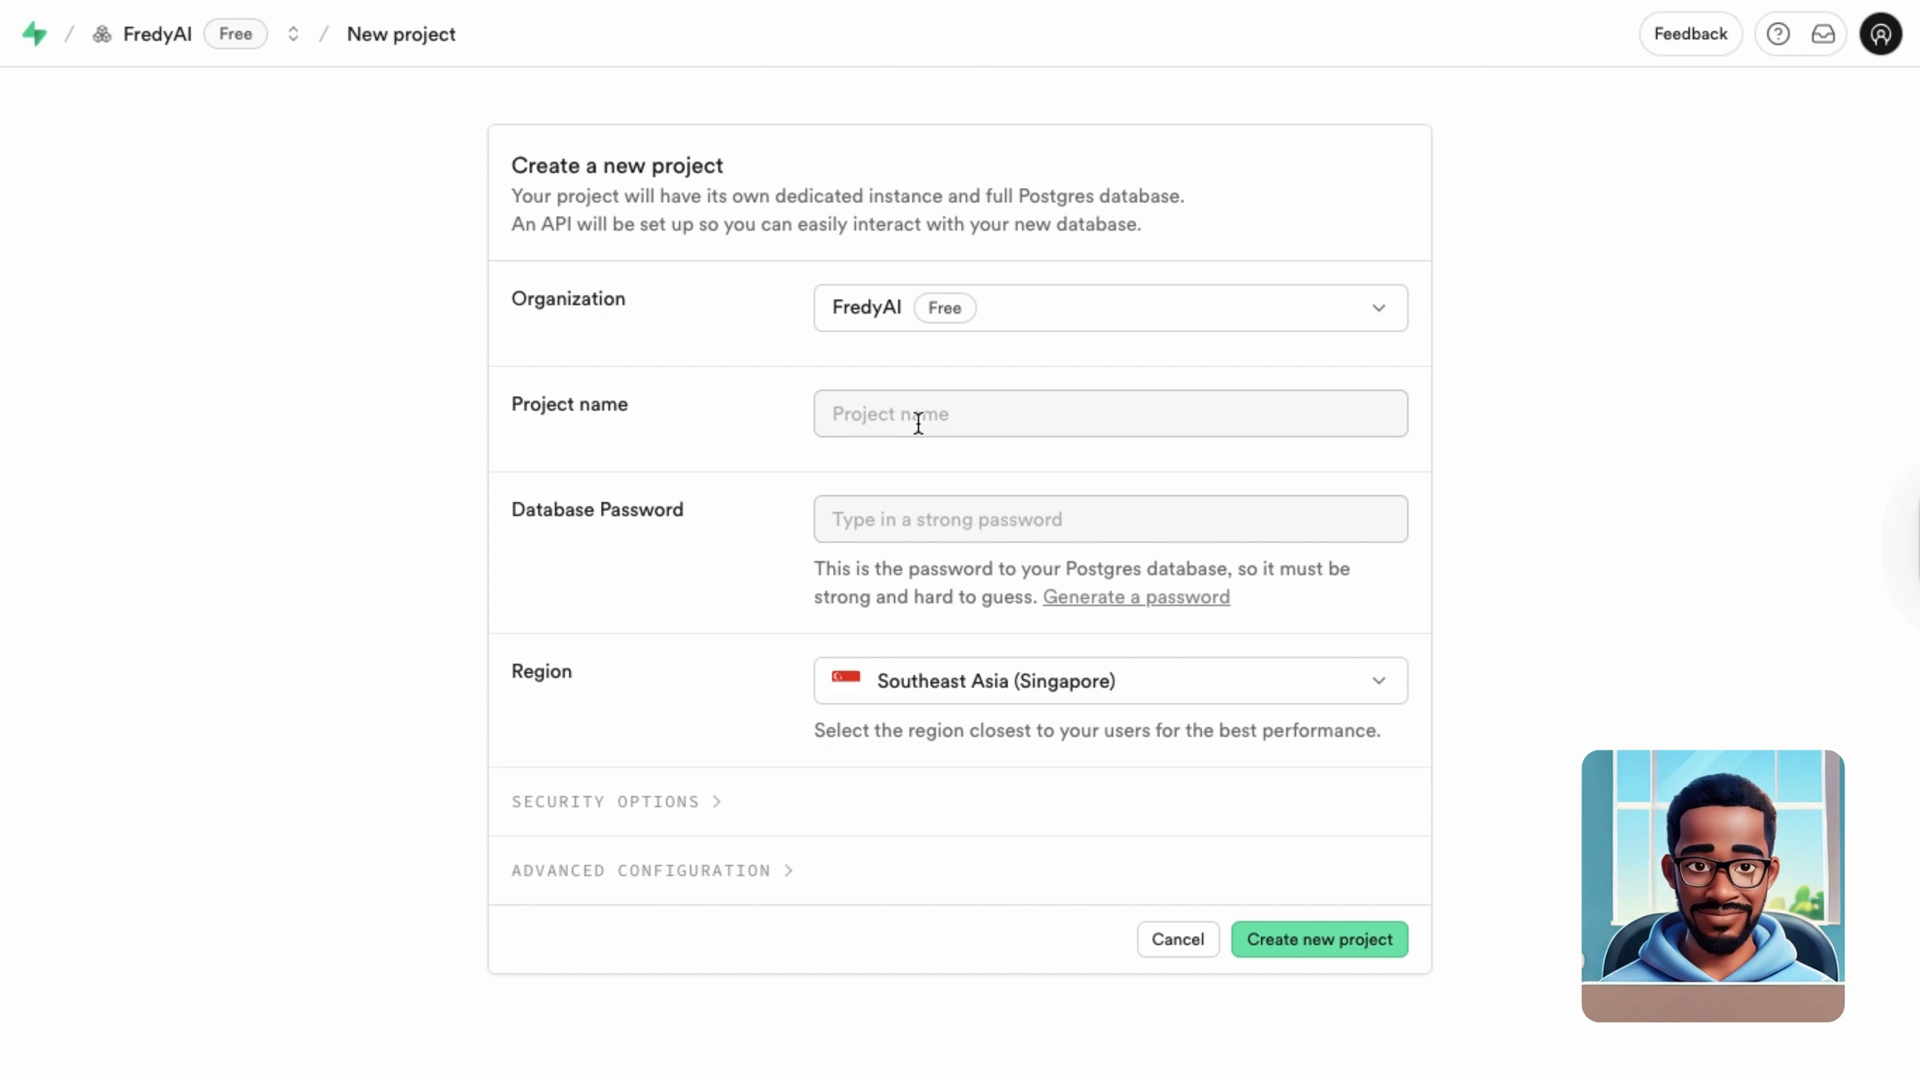 / FredyAI Free / New project
Feedback
Create a new project
Your project will have its own dedicated instance and full Postgres database.
An API will be set up so you can easily interact with your new database.
Organization
FredyAI Free
Project name
Project name
Database Password
Type in a strong password
This is the password to your Postgres database, so it must be
strong and hard to guess. Generate a password
Region
Southeast Asia (Singapore)
Select the region closest to your users for the best performance.
SECURITY OPTIONS >
ADVANCED CONFIGURATION >
Cancel
Create new project